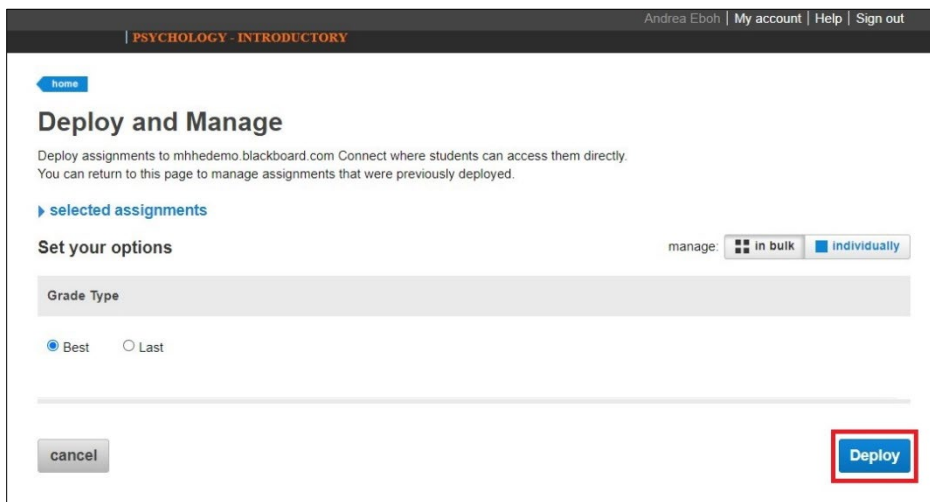 Andrea Eboh | My account | Help | Sign out
| PSYCHOLOGY - INTRODUCTORY
home
Deploy and Manage
Deploy assignments to mhhedemo.blackboard.com Connect where students can access them directly.
You can return to this page to manage assignments that were previously deployed.
selected assignments
Set your options
manage: in bulk individually
Grade Type
Best Last
cancel
Deploy